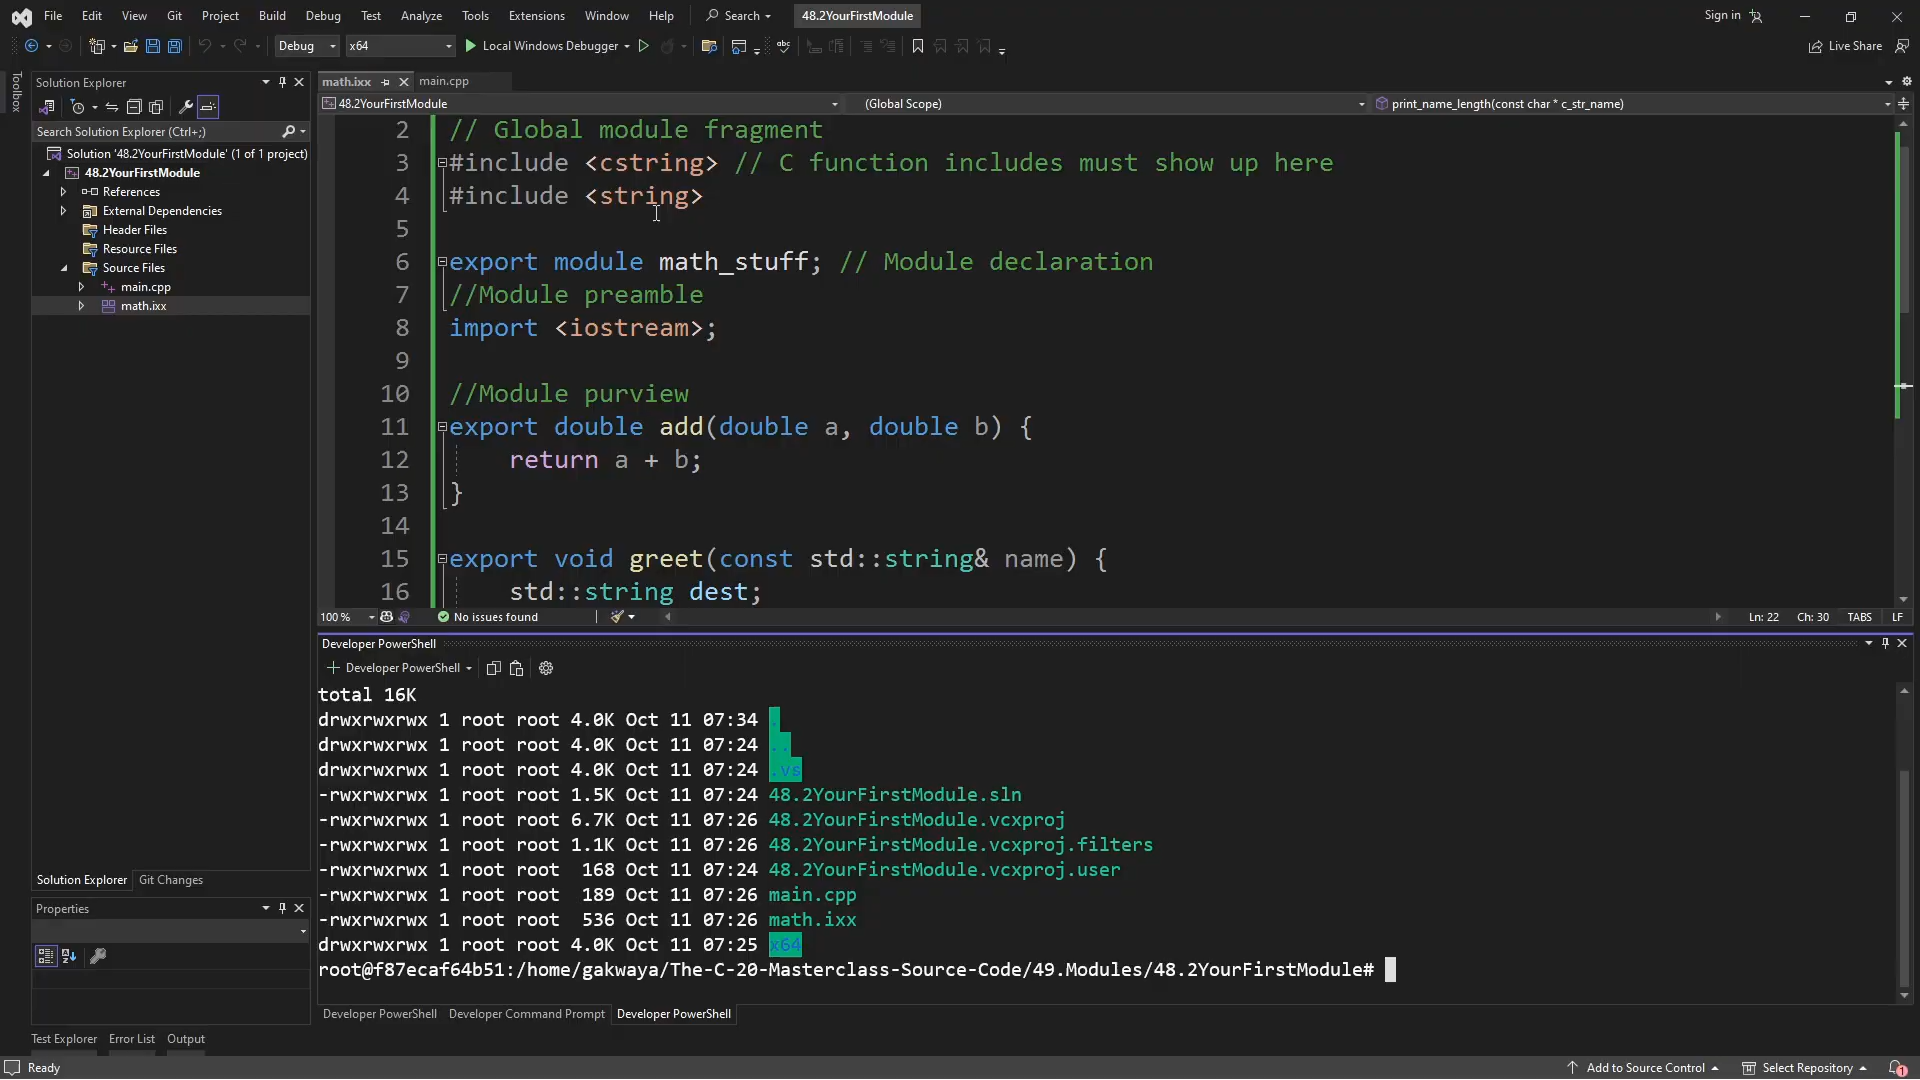 File Edit View Git Project Build Debug Test Analyze Tools Extensions Window Help Search 48.2YourFirstModule Sign in
Debug x64 Local Windows Debugger Live Share
Toolbox
Solution Explorer
Search Solution Explorer (Ctrl+;)
Solution '48.2YourFirstModule' (1 of 1 project)
48.2YourFirstModule
References
External Dependencies
Header Files
Resource Files
Source Files
main.cpp
math.ixx
Solution Explorer Git Changes
Properties
Test Explorer Error List Output
math.ixx main.cpp
48.2YourFirstModule (Global Scope) print_name_length(const char * c_str_name)
2 // Global module fragment
3 #include <cstring> // C function includes must show up here
4 #include <string>
5
6 export module math_stuff; // Module declaration
7 //Module preamble
8 import <iostream>;
9
10 //Module purview
11 export double add(double a, double b) {
12 return a + b;
13 }
14
15 export void greet(const std::string& name) {
16 std::string dest;
100 % No issues found Ln: 22 Ch: 30 TABS LF
Developer PowerShell
Developer PowerShell
total 16K
drwxrwxrwx 1 root root 4.0K Oct 11 07:34 .
drwxrwxrwx 1 root root 4.0K Oct 11 07:24 ..
drwxrwxrwx 1 root root 4.0K Oct 11 07:24 .vs
-rwxrwxrwx 1 root root 1.5K Oct 11 07:24 48.2YourFirstModule.sln
-rwxrwxrwx 1 root root 6.7K Oct 11 07:26 48.2YourFirstModule.vcxproj
-rwxrwxrwx 1 root root 1.1K Oct 11 07:26 48.2YourFirstModule.vcxproj.filters
-rwxrwxrwx 1 root root 168 Oct 11 07:24 48.2YourFirstModule.vcxproj.user
-rwxrwxrwx 1 root root 189 Oct 11 07:26 main.cpp
-rwxrwxrwx 1 root root 536 Oct 11 07:26 math.ixx
drwxrwxrwx 1 root root 4.0K Oct 11 07:25 x64
root@f87ecaf64b51:/home/gakwaya/The-C-20-Masterclass-Source-Code/49.Modules/48.2YourFirstModule#
Developer PowerShell Developer Command Prompt Developer PowerShell
Ready Add to Source Control Select Repository 1